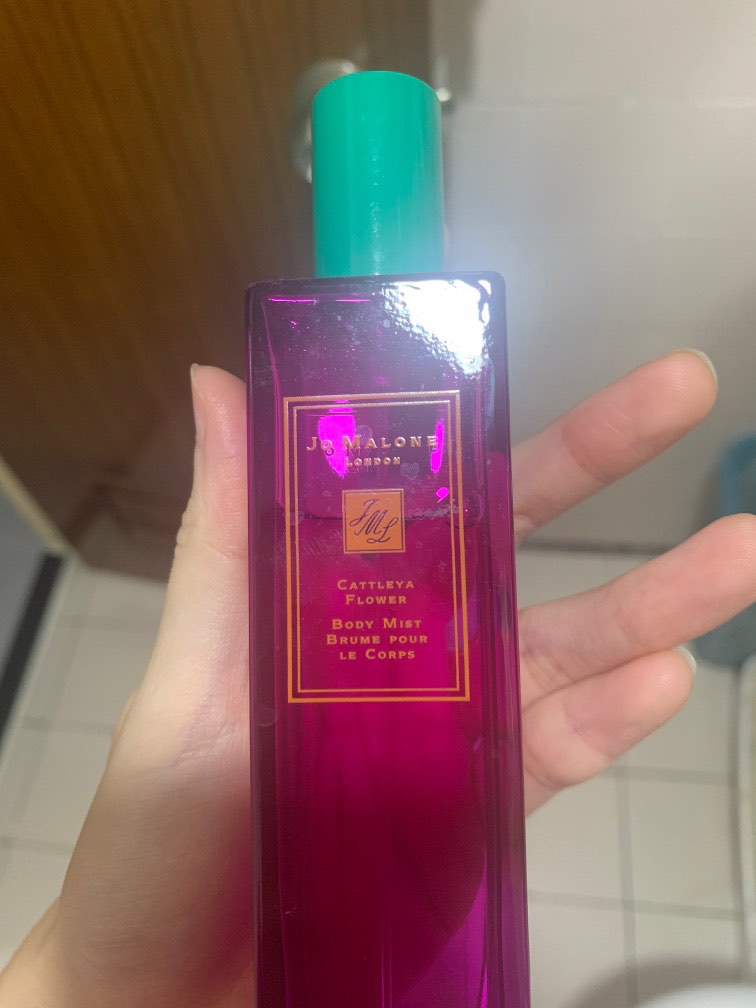 Jo Malone
London
JML
Cattleya
Flower
Body Mist
Brume pour
le Corps